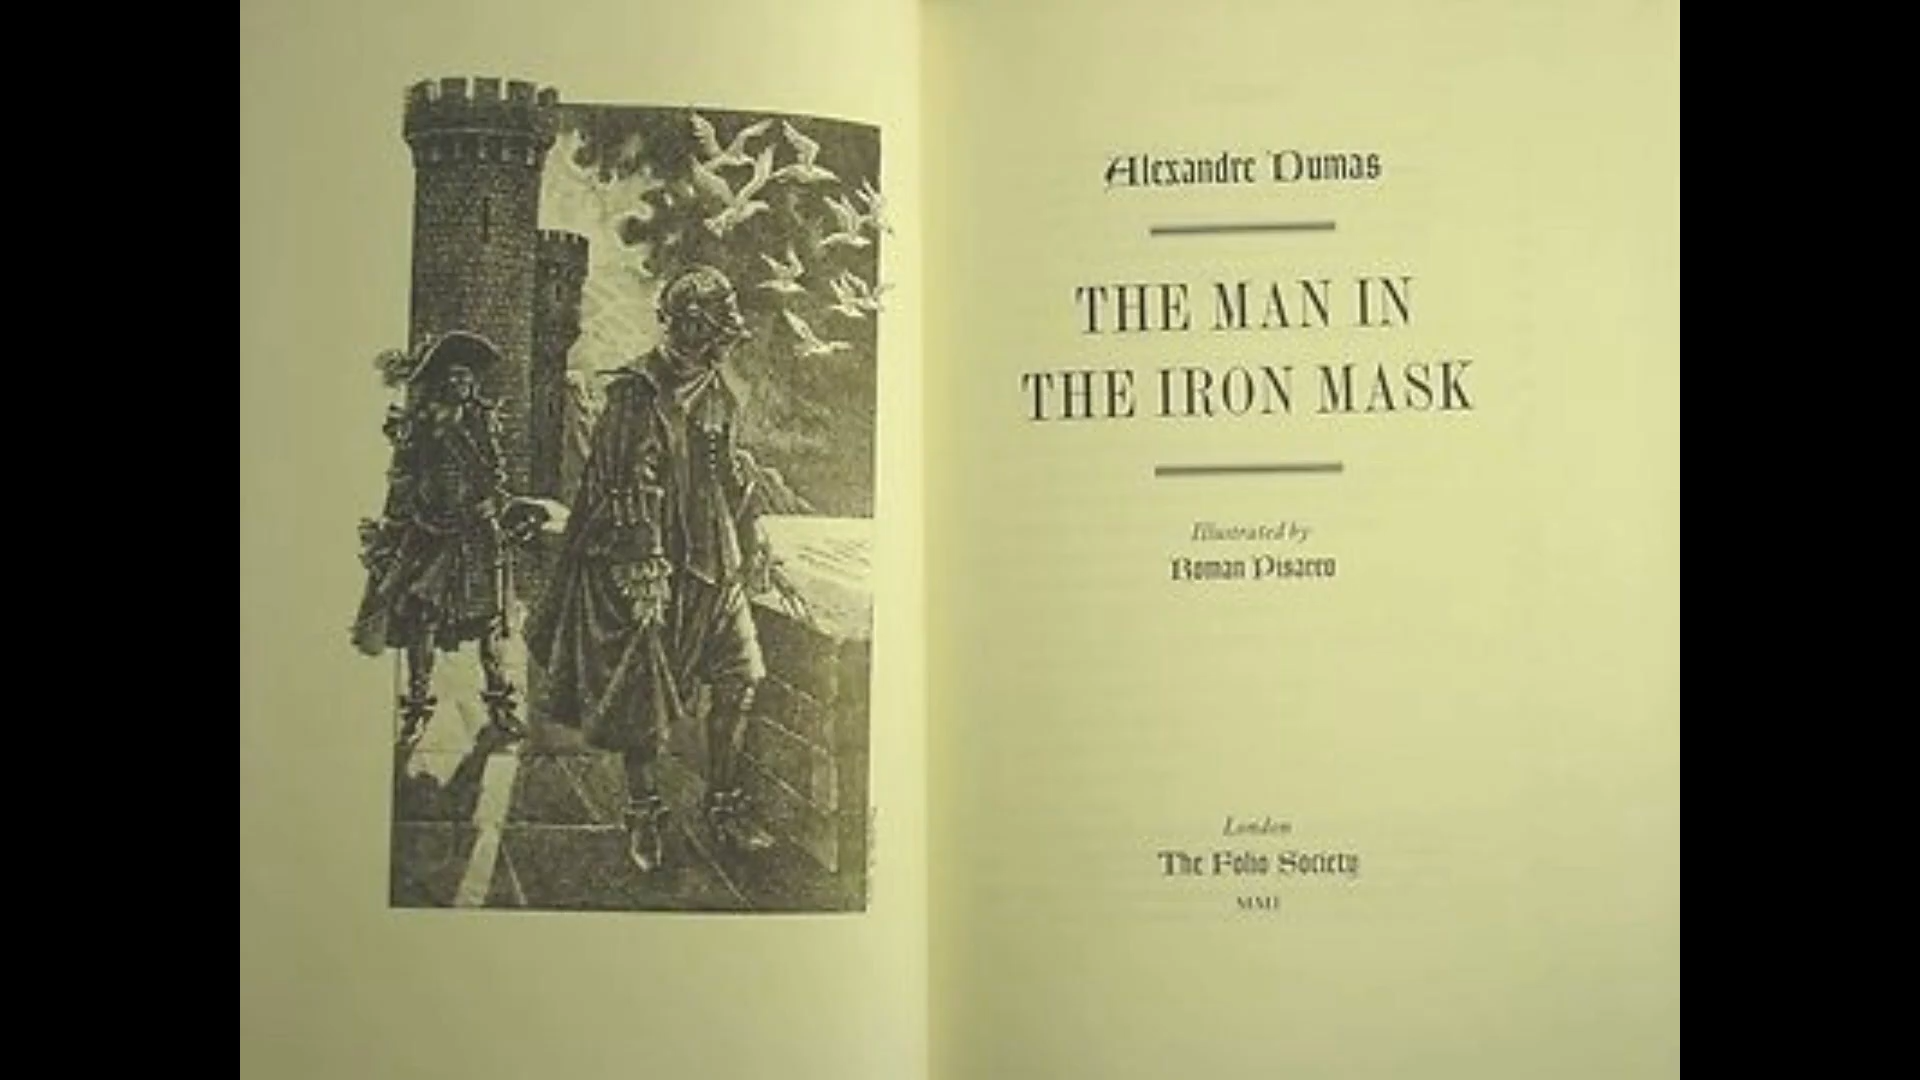 Alexandre Dumas
THE MAN IN
THE IRON MASK
Illustrated by
Roman Pisarev
London
The Folio Society
MMI